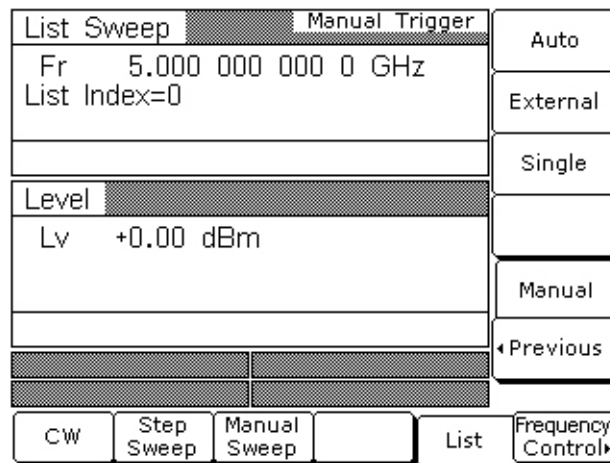 List Sweep Manual Trigger
Fr 5.000 000 000 0 GHz
List Index=0
Level
Lv +0.00 dBm
Auto
External
Single
Manual
Previous
CW
Step
Sweep
Manual
Sweep
List
Frequency
Control